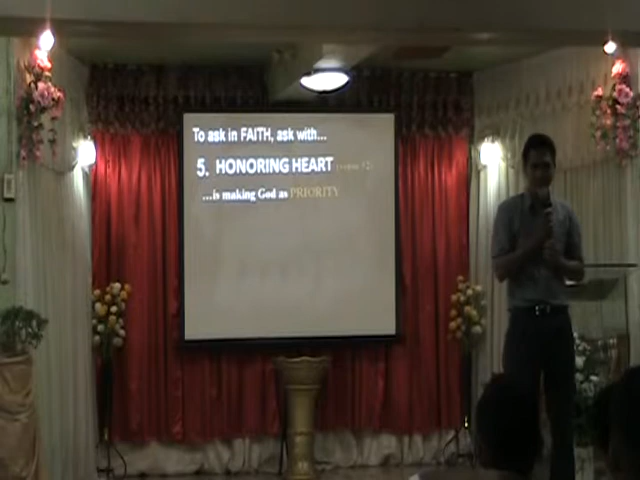 To ask in FAITH, ask with...
5. HONORING HEART
...is making God as PRIORITY